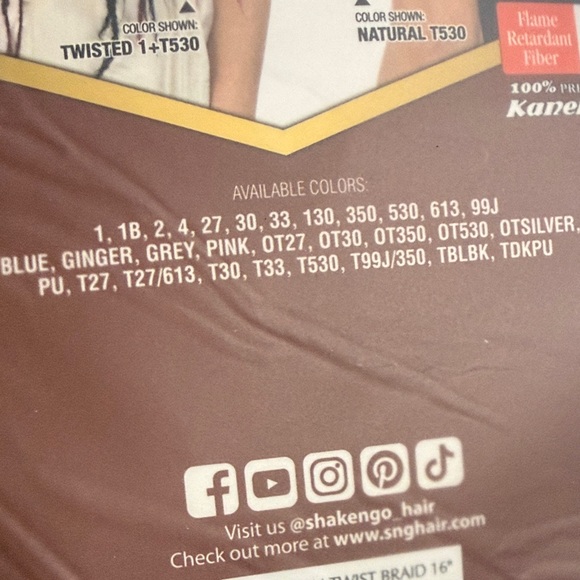 COLOR SHOWN:
TWISTED 1+T530
COLOR SHOWN:
NATURAL T530
Flame
Retardant
Fiber
100%
AVAILABLE COLORS:
1, 1B, 2, 4, 27, 30, 33, 130, 350, 530, 613, 99J
BLUE, GINGER, GREY, PINK, OT27, OT30, OT350, OT530, OTSILVER,
PU, T27, T27/613, T30, T33, T530, T99J/350, TBLBK, TDKPU
Visit us @shakengo_hair
Check out more at www.snghair.com
TWIST BRAID 16"